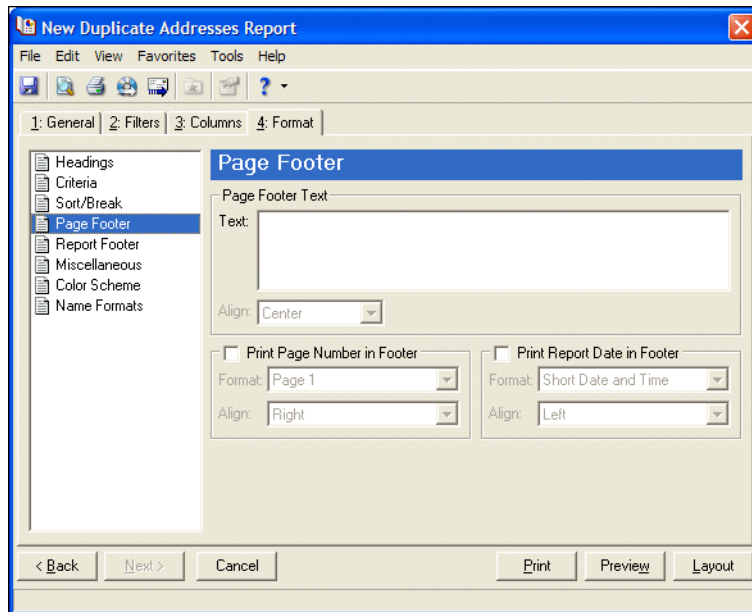 New Duplicate Addresses Report
File Edit View Favorites Tools Help
1: General 2: Filters 3: Columns 4: Format
Headings
Criteria
Sort/Break
Page Footer
Report Footer
Miscellaneous
Color Scheme
Name Formats
Page Footer
Page Footer Text
Text:
Align: Center
Print Page Number in Footer
Format: Page 1
Align: Right
Print Report Date in Footer
Format: Short Date and Time
Align: Left
< Back Next > Cancel Print Preview Layout